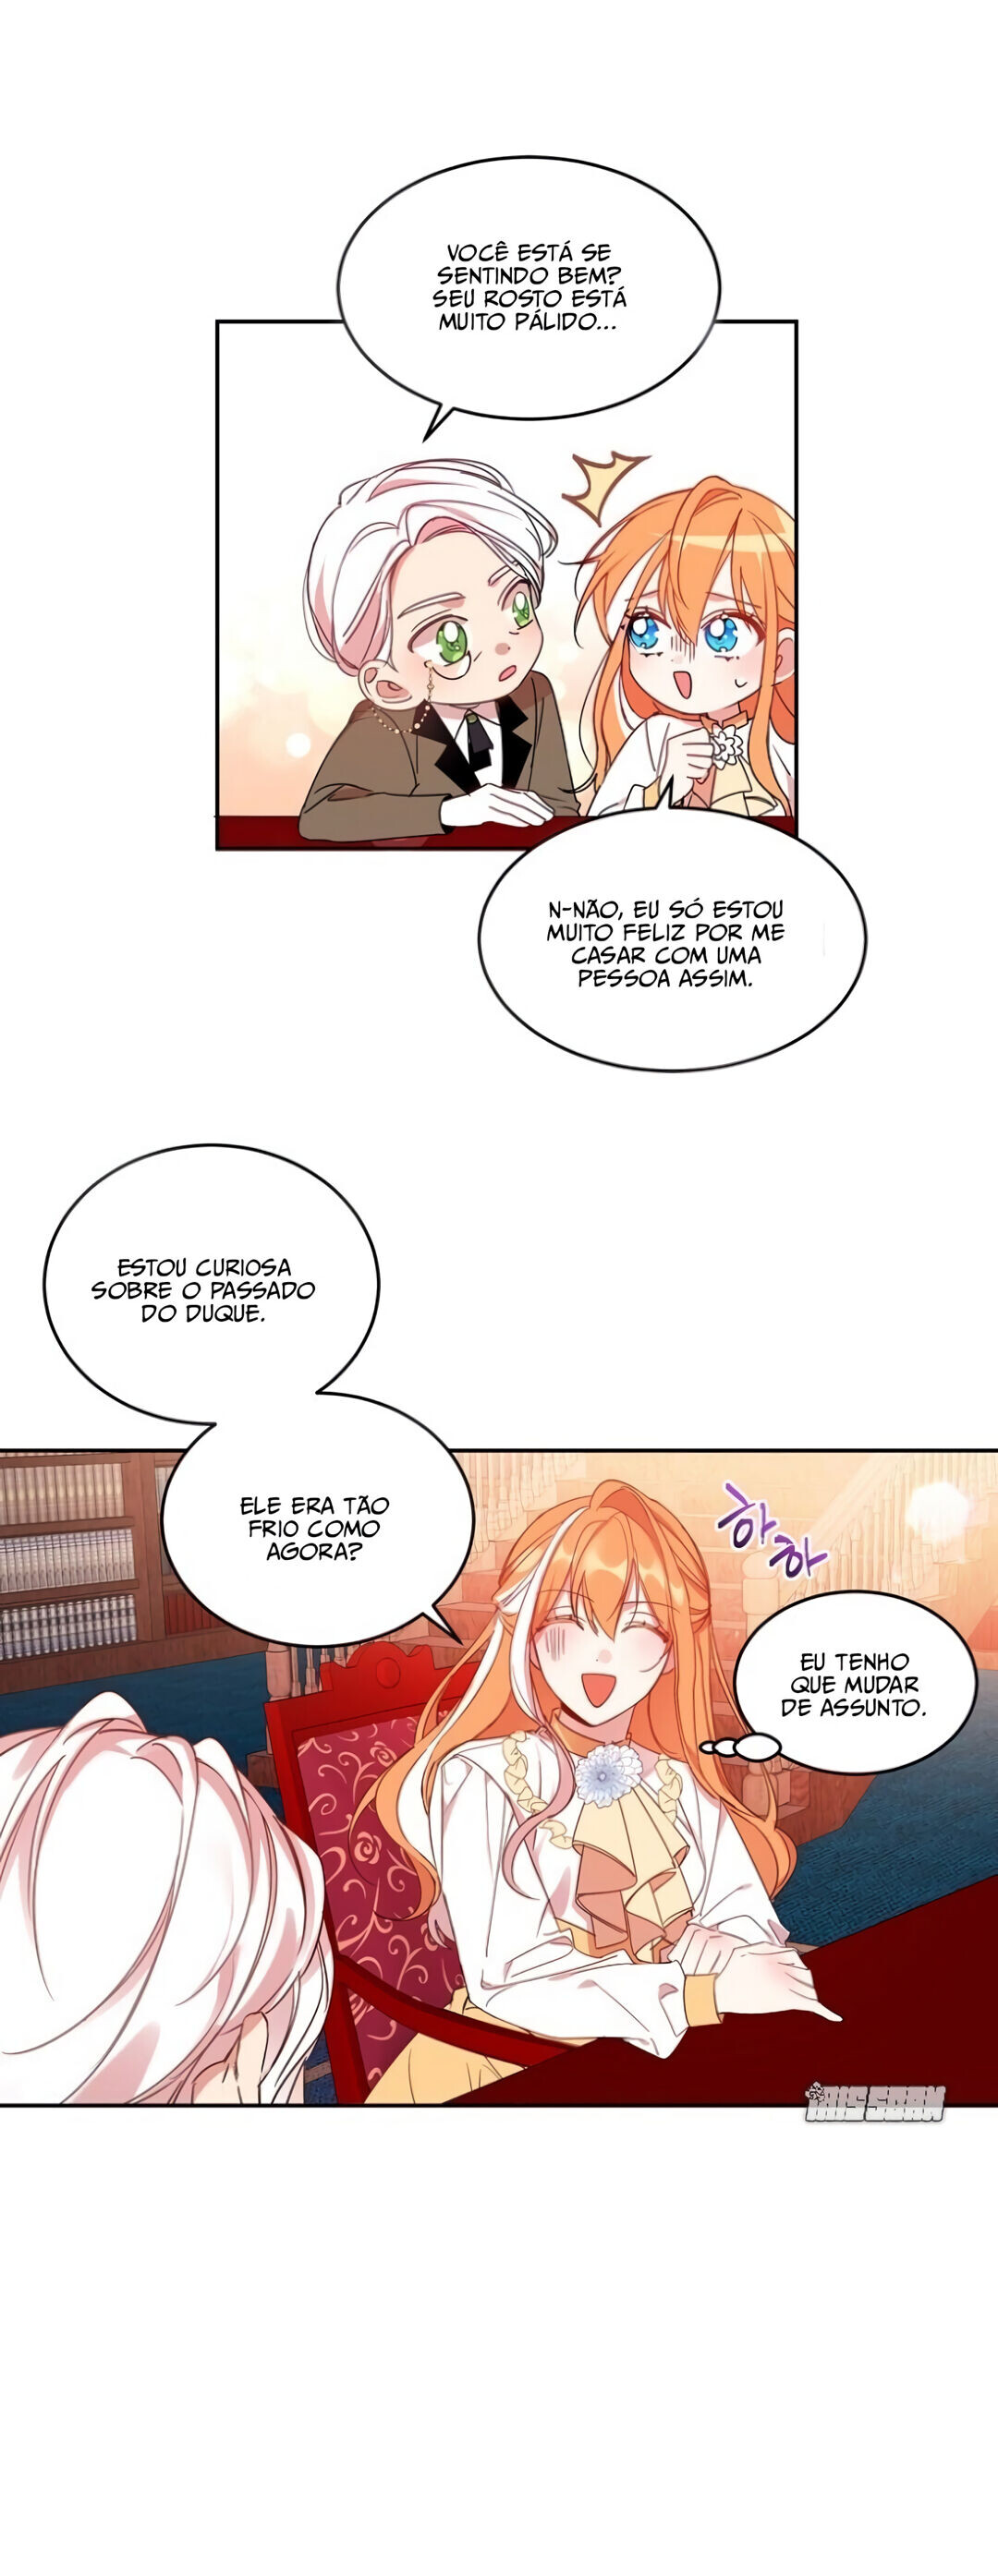 VOCÊ ESTÁ SE
SENTINDO BEM?
SEU ROSTO ESTÁ
MUITO PÁLIDO...
N-NÃO, EU SÓ ESTOU
MUITO FELIZ POR ME
CASAR COM UMA
PESSOA ASSIM.
ESTOU CURIOSA
SOBRE O PASSADO
DO DUQUE.
ELE ERA TÃO
FRIO COMO
AGORA?
하하
EU TENHO
QUE MUDAR
DE ASSUNTO.